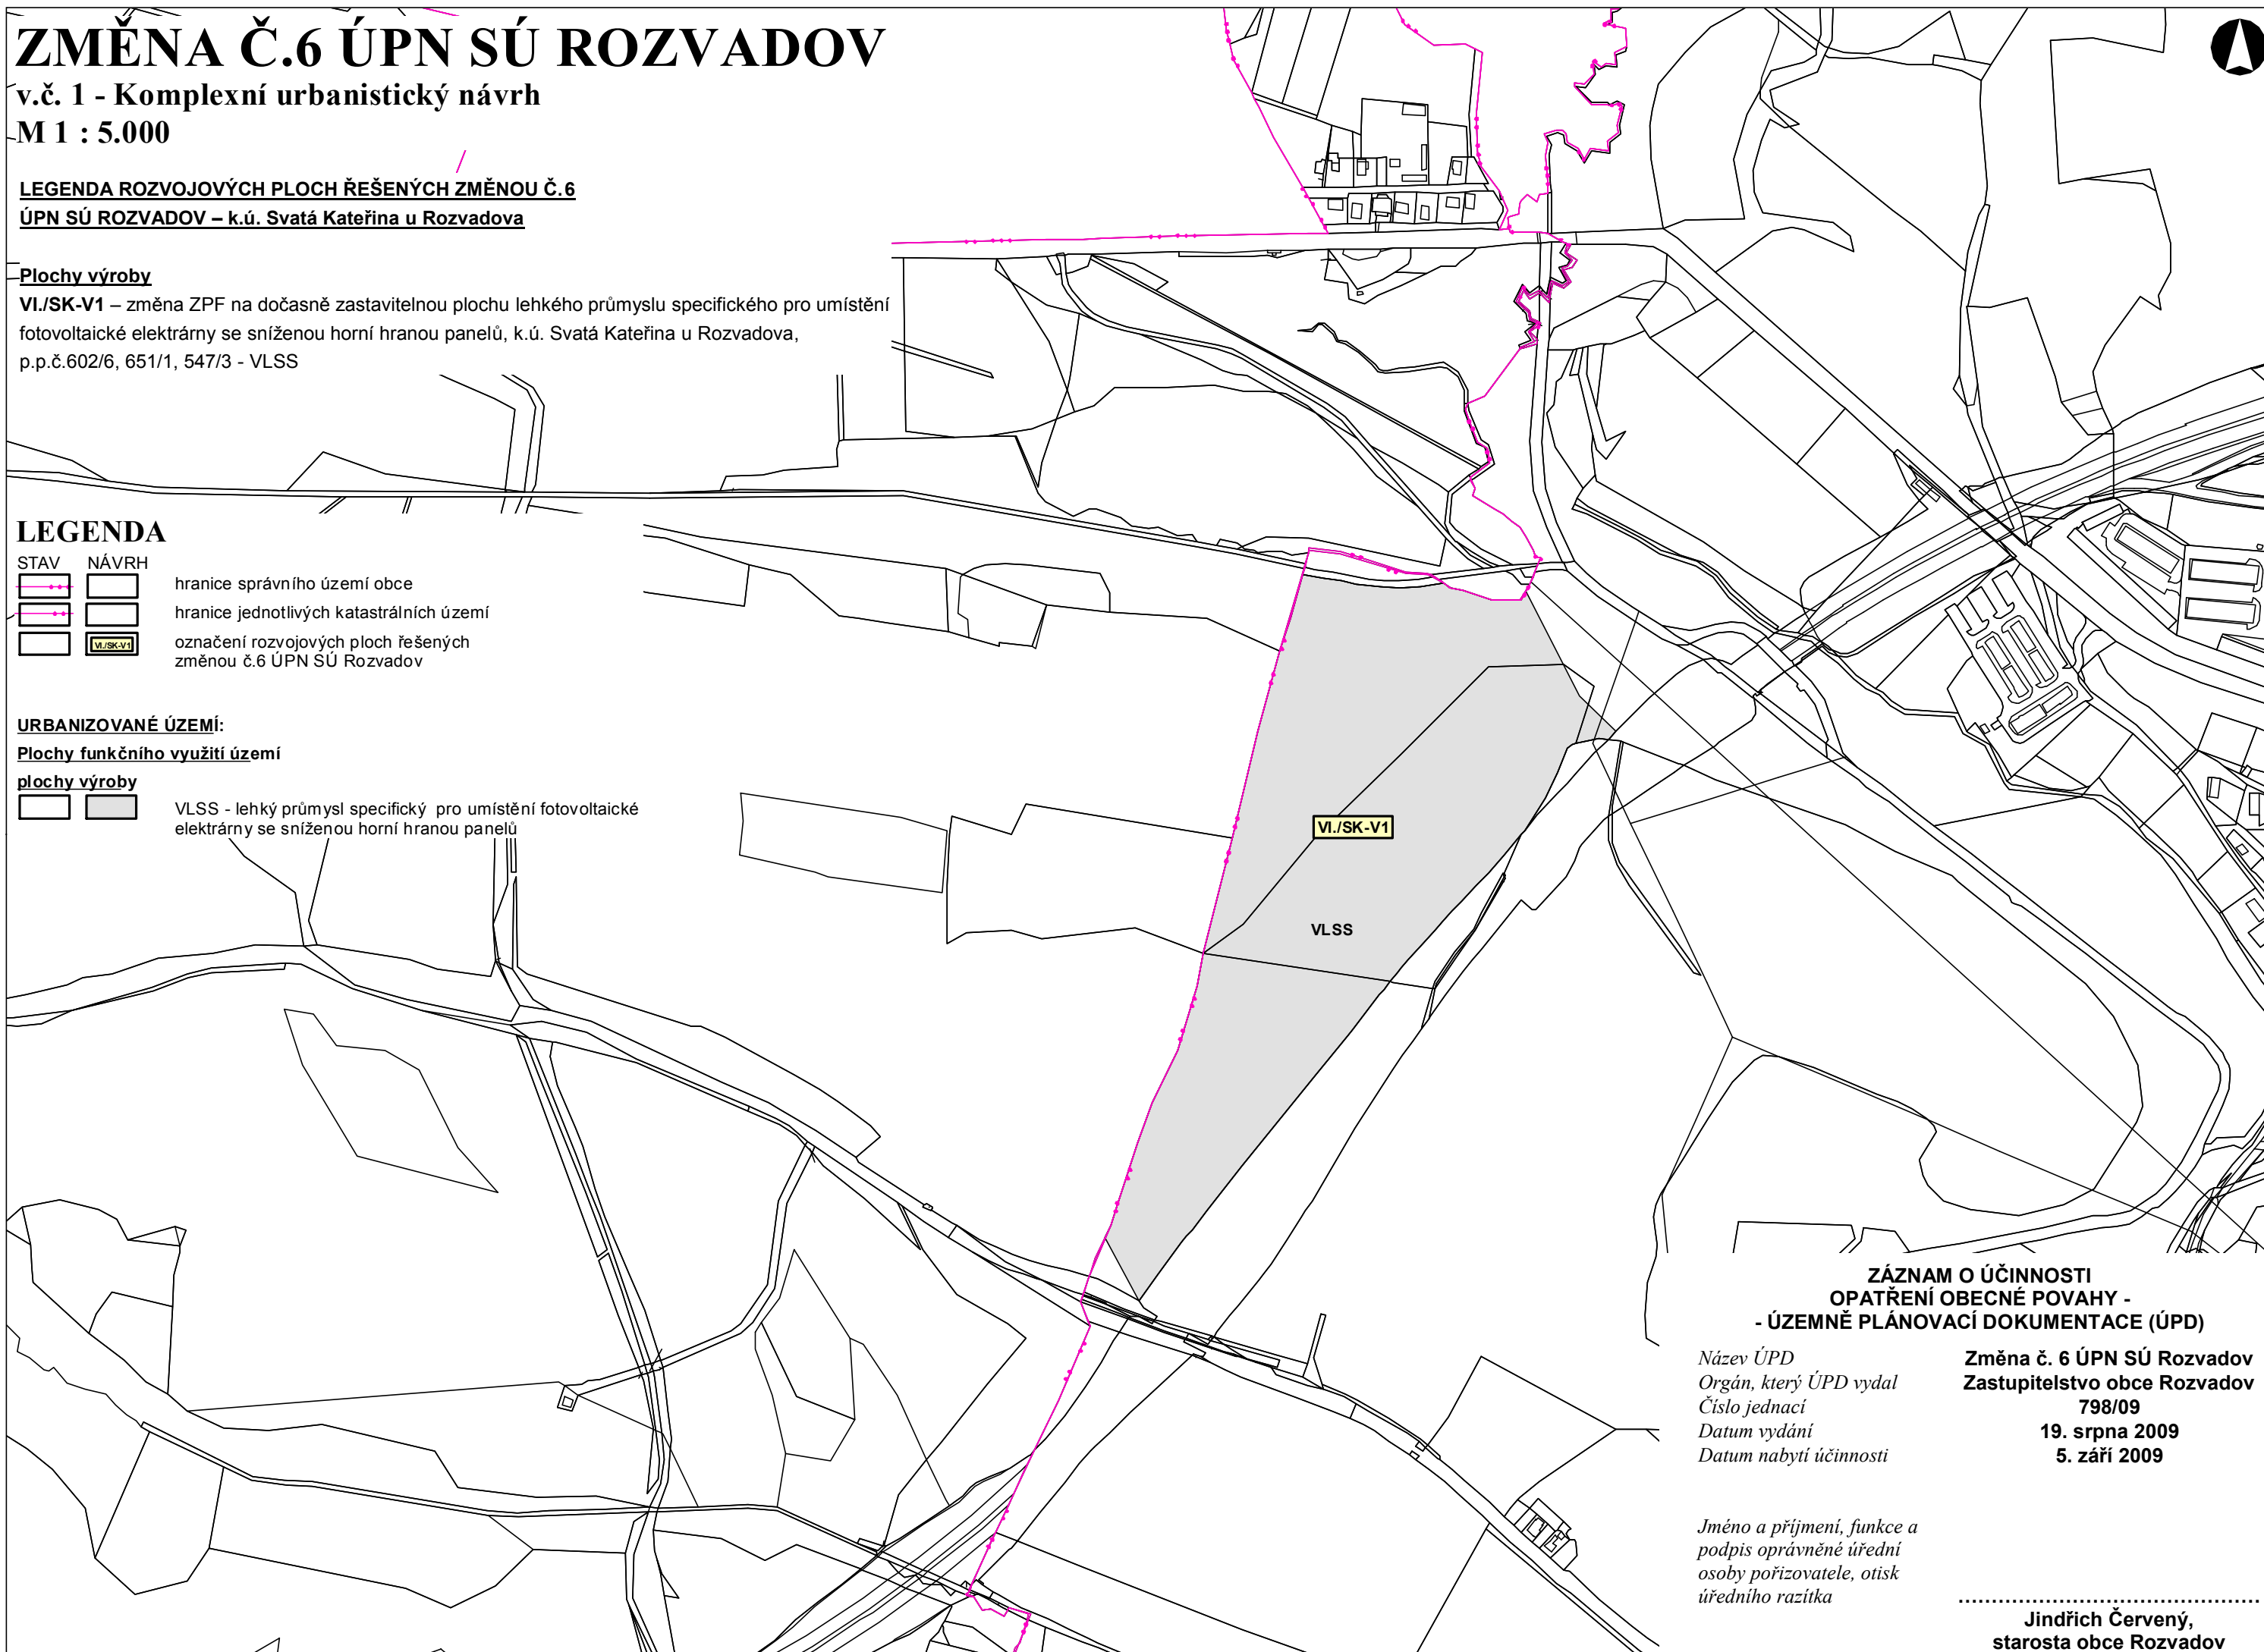 ZMĚNA Č.6 ÚPN SÚ ROZVADOV
v.č. 1 - Komplexní urbanistický návrh
M 1 : 5.000
LEGENDA ROZVOJOVÝCH PLOCH ŘEŠENÝCH ZMĚNOU Č.6
ÚPN SÚ ROZVADOV – k.ú. Svatá Kateřina u Rozvadova
Plochy výroby
VI./SK-V1 – změna ZPF na dočasně zastavitelnou plochu lehkého průmyslu specifického pro umístění
fotovoltaické elektrárny se sníženou horní hranou panelů, k.ú. Svatá Kateřina u Rozvadova,
p.p.č.602/6, 651/1, 547/3 - VLSS
LEGENDA
STAV NÁVRH
hranice správního území obce
hranice jednotlivých katastrálních území
VI./SK-V1
označení rozvojových ploch řešených
změnou č.6 ÚPN SÚ Rozvadov
URBANIZOVANÉ ÚZEMÍ:
Plochy funkčního využití území
plochy výroby
VLSS - lehký průmysl specifický pro umístění fotovoltaické
elektrárny se sníženou horní hranou panelů
VI./SK-V1
VLSS
ZÁZNAM O ÚČINNOSTI
OPATŘENÍ OBECNÉ POVAHY -
- ÚZEMNĚ PLÁNOVACÍ DOKUMENTACE (ÚPD)
Název ÚPD Změna č. 6 ÚPN SÚ Rozvadov
Orgán, který ÚPD vydal Zastupitelstvo obce Rozvadov
Číslo jednací 798/09
Datum vydání 19. srpna 2009
Datum nabytí účinnosti 5. září 2009
Jméno a příjmení, funkce a
podpis oprávněné úřední
osoby pořizovatele, otisk
úředního razítka
.............................................
Jindřich Červený,
starosta obce Rozvadov